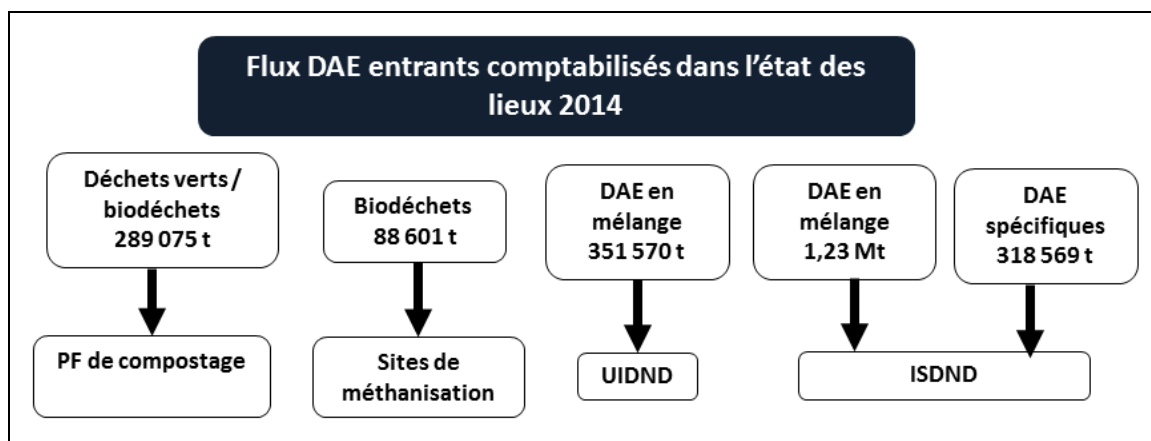 Flux DAE entrants comptabilisés dans l'état des
lieux 2014
Déchets verts /
biodéchets
289 075 t
Biodéchets
88 601 t
DAE en
mélange
351 570 t
DAE en
mélange
1,23 Mt
DAE
spécifiques
318 569 t
PF de compostage
Sites de
méthanisation
UIDND
ISDND